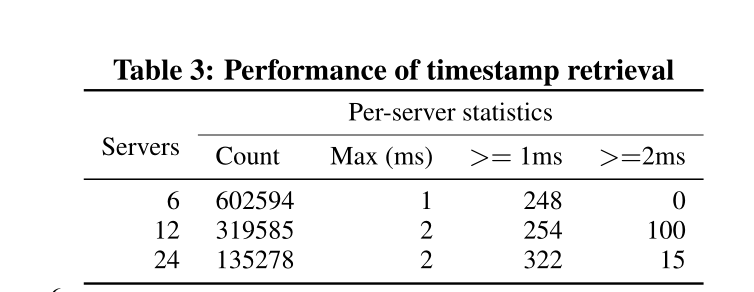 Table 3: Performance of timestamp retrieval
Per-server statistics
Servers
Count Max (ms) >= 1ms >=2ms
6 602594 1 248 0
12 319585 2 254 100
24 135278 2 322 15